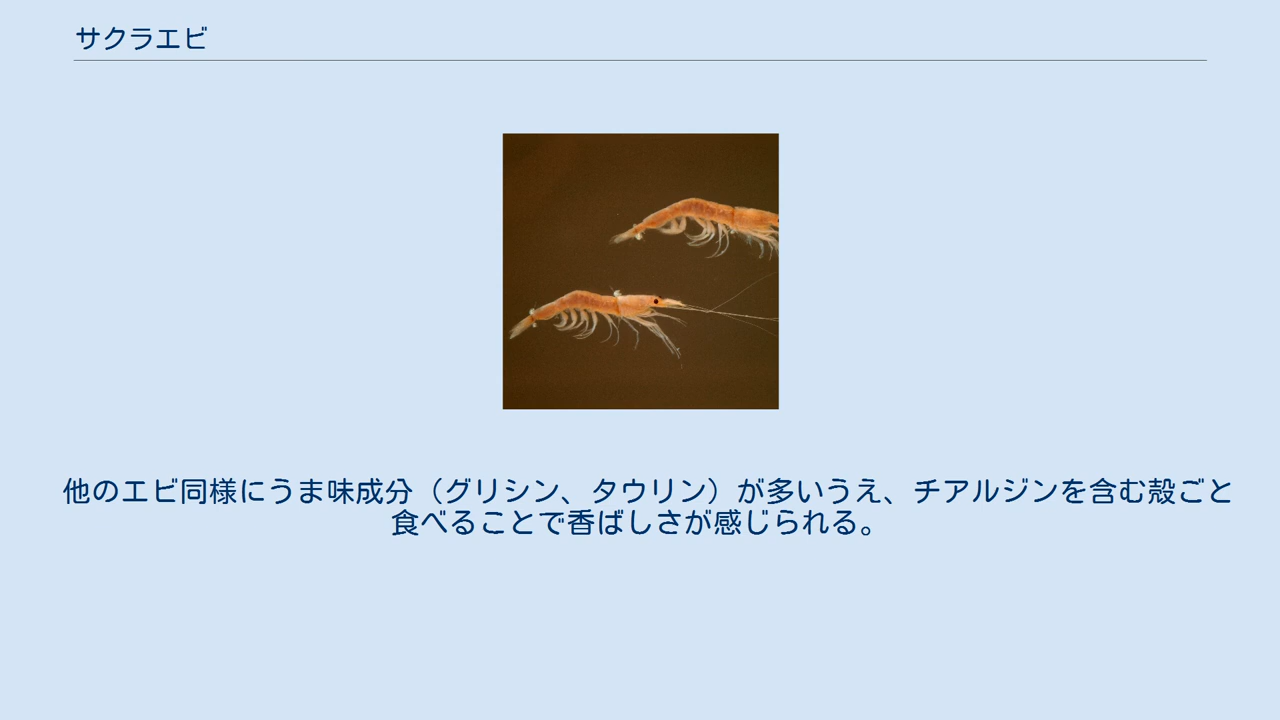 サクラエビ
他のエビ同様にうま味成分（グリシン、タウリン）が多いうえ、チアルジンを含む殻ごと
食べることで香ばしさが感じられる。